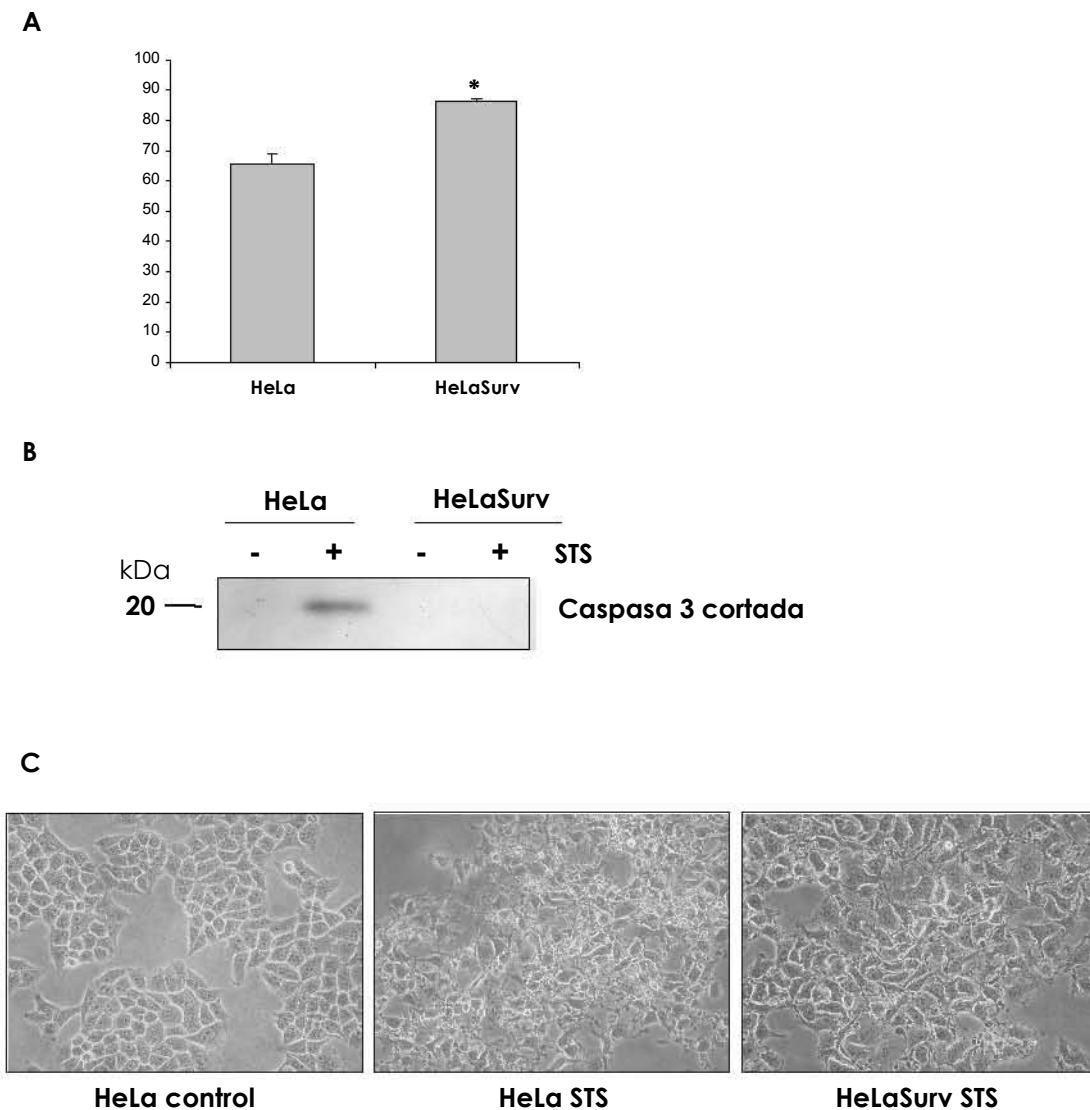 A
100
90
80
70
60
50
40
30
20
10
0
*
HeLa HeLaSurv
B
HeLa HeLaSurv
- + - + STS
kDa
20 Caspasa 3 cortada
C
HeLa control HeLa STS HeLaSurv STS